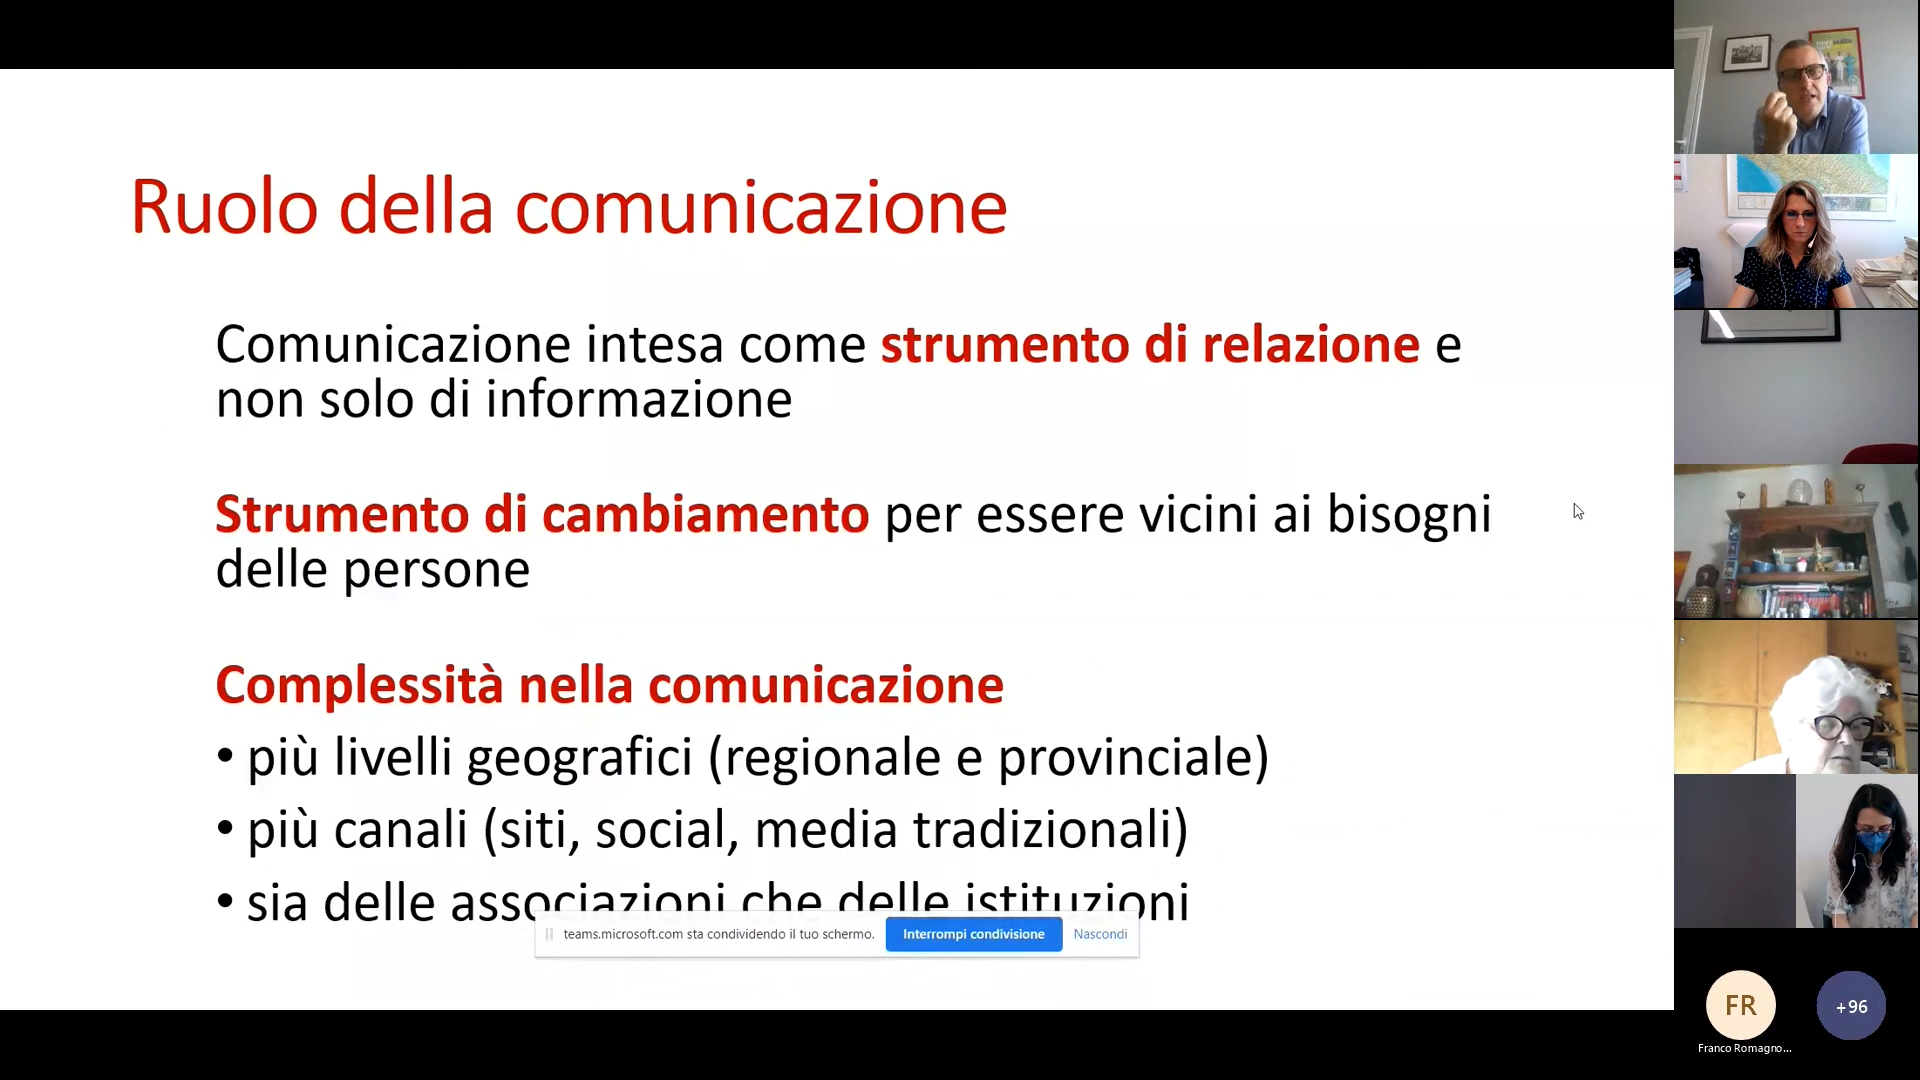 Ruolo della comunicazione
Comunicazione intesa come strumento di relazione e
non solo di informazione
Strumento di cambiamento per essere vicini ai bisogni
delle persone
Complessità nella comunicazione
• più livelli geografici (regionale e provinciale)
• più canali (siti, social, media tradizionali)
• sia delle associazioni che delle istituzioni
teams.microsoft.com sta condividendo il tuo schermo.
Interrompi condivisione
Nascondi
FR
+96
Franco Romagno...